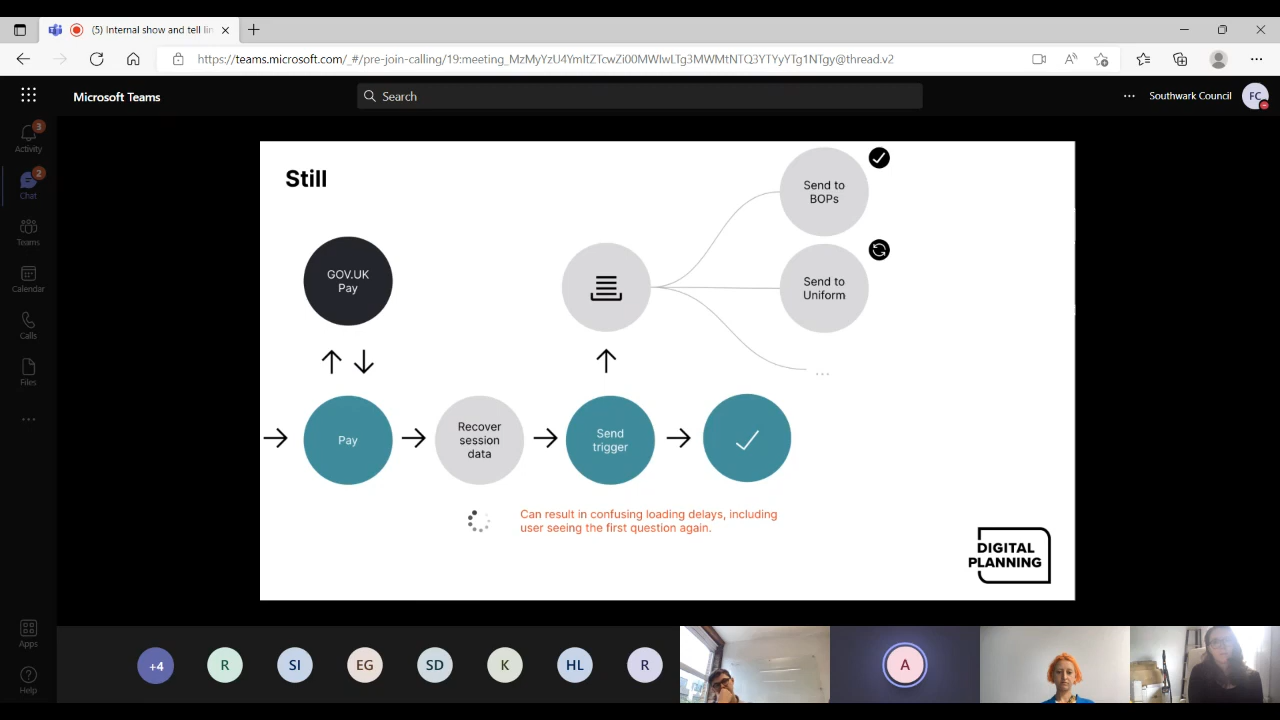 (5) Internal show and tell lin
https://teams.microsoft.com/_#/pre-join-calling/19:meeting_MzMyYzU4YmItZTcwZi00MWIwLTg3MWMtNTQ3YTYyYTg1NTgy@thread.v2
Microsoft Teams
Search
Southwark Council
FC
3
Activity
2
Chat
Teams
Calendar
Calls
Files
Apps
Help
Still
Send to
BOPs
GOV.UK
Pay
Send to
Uniform
...
Pay
Recover
session
data
Send
trigger
Can result in confusing loading delays, including
user seeing the first question again.
DIGITAL
PLANNING
+4
R
SI
EG
SD
K
HL
R
A